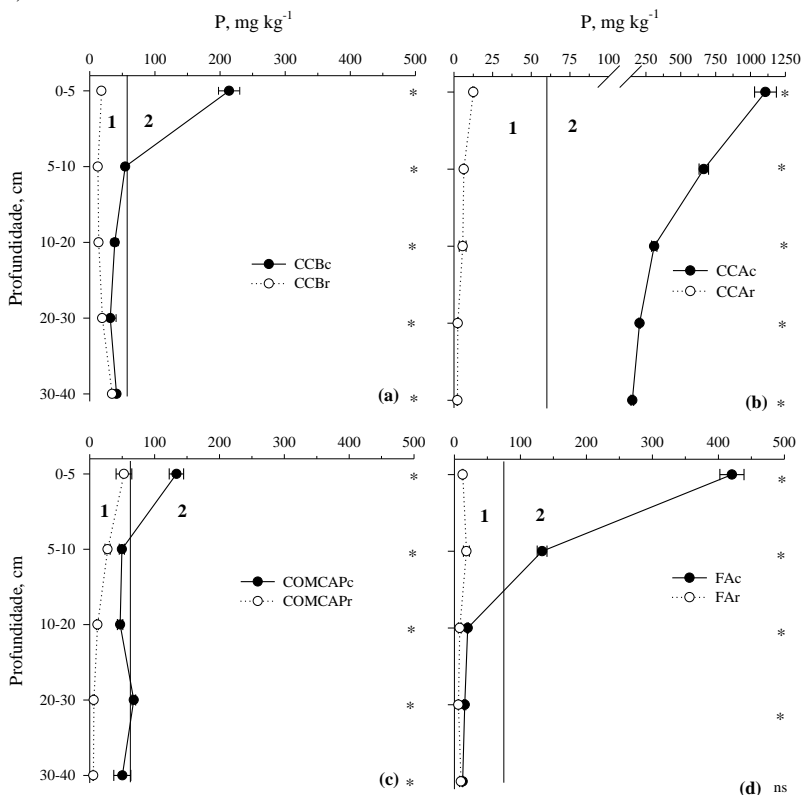 P, mg kg⁻¹
P, mg kg⁻¹
0 100 200 300 400 500
0 25 50 75 100 250 500 750 1000 1250
Profundidade, cm
0-5
5-10
10-20
20-30
30-40
1 2
*
*
*
*
*
CCBc
CCBr
(a)
1 2
*
*
*
*
*
CCAc
CCAr
(b)
0 100 200 300 400 500
0 100 200 300 400 500
Profundidade, cm
0-5
5-10
10-20
20-30
30-40
1 2
*
*
*
*
*
COMCAPc
COMCAPr
(c)
1 2
*
*
*
*
FAc
FAr
(d) ns